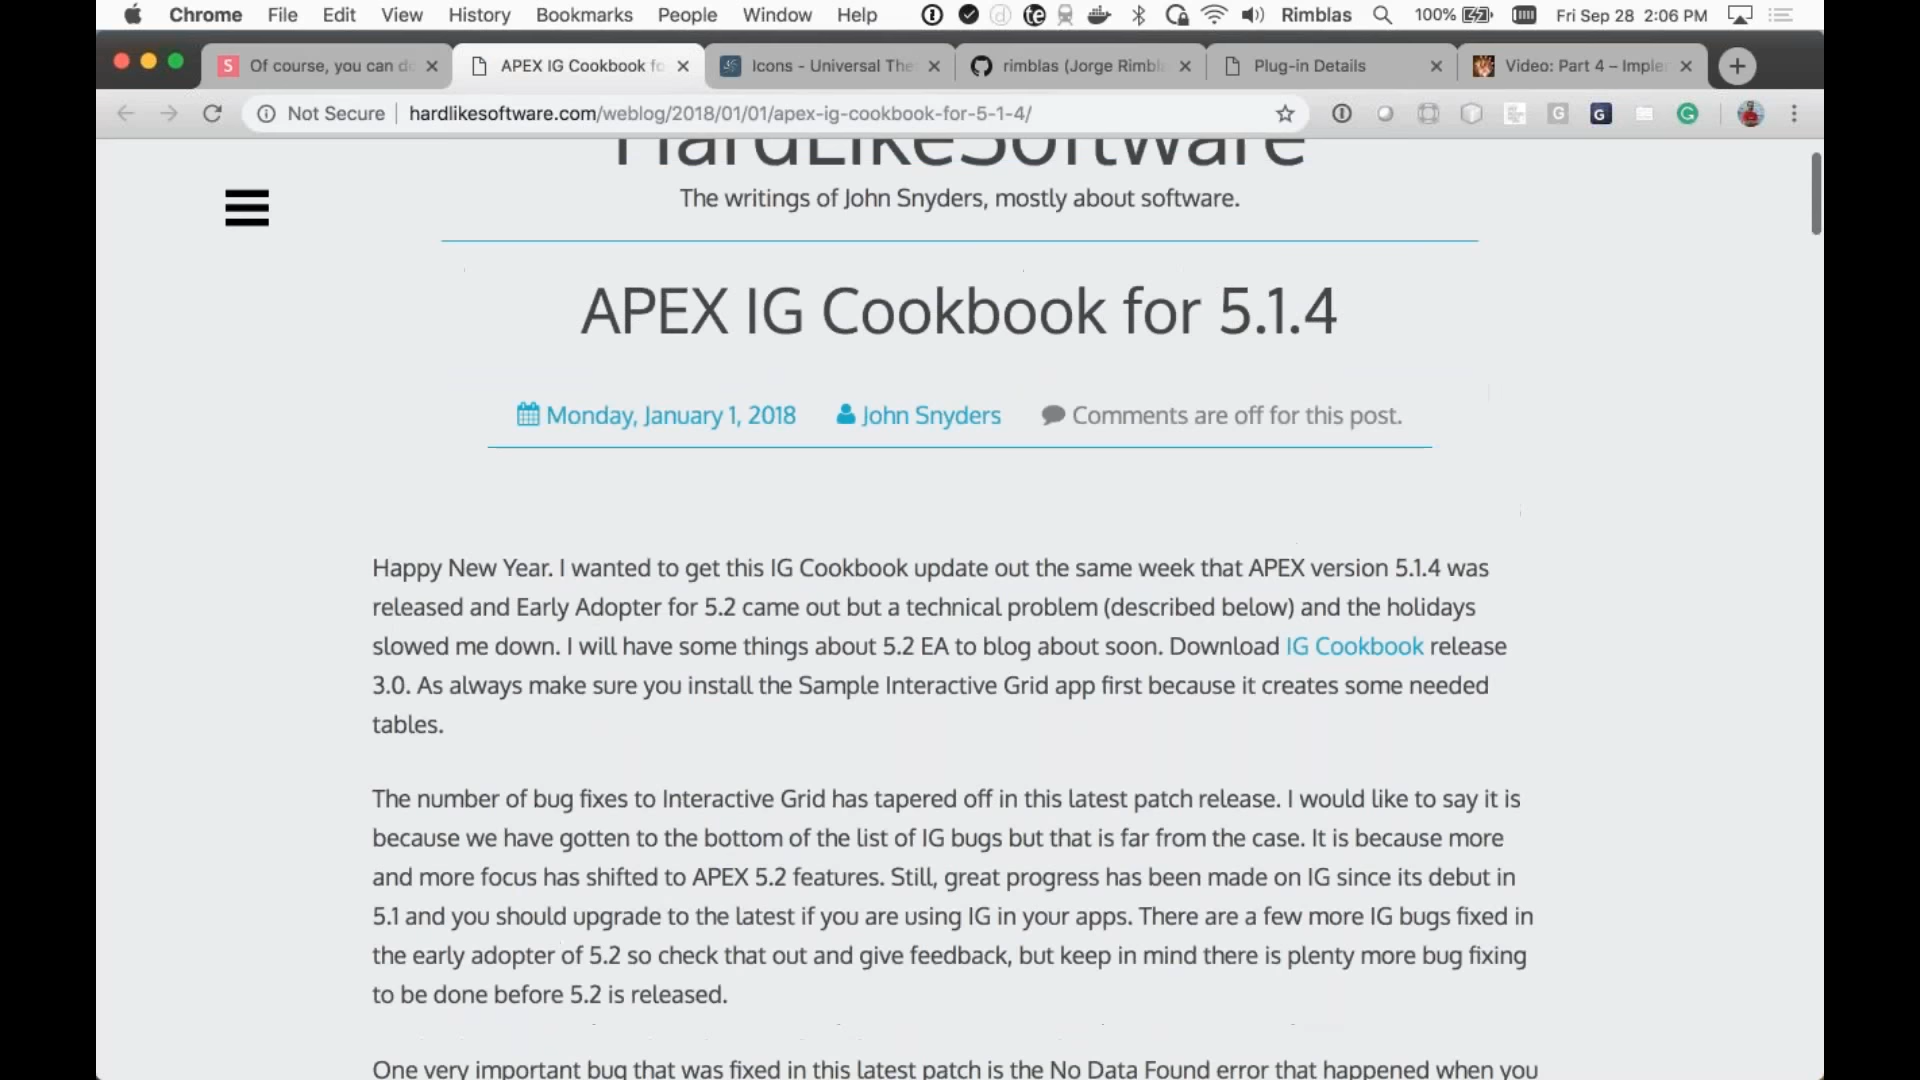 Chrome File Edit View History Bookmarks People Window Help Rimblas 100% Fri Sep 28 2:06 PM
S Of course, you can do APEX IG Cookbook fo Icons - Universal The rimblas (Jorge Rimbla Plug-in Details Video: Part 4 – Imple
Not Secure | hardlikesoftware.com/weblog/2018/01/01/apex-ig-cookbook-for-5-1-4/
HardLikeSoftware
The writings of John Snyders, mostly about software.
APEX IG Cookbook for 5.1.4
Monday, January 1, 2018 John Snyders Comments are off for this post.
Happy New Year. I wanted to get this IG Cookbook update out the same week that APEX version 5.1.4 was
released and Early Adopter for 5.2 came out but a technical problem (described below) and the holidays
slowed me down. I will have some things about 5.2 EA to blog about soon. Download IG Cookbook release
3.0. As always make sure you install the Sample Interactive Grid app first because it creates some needed
tables.
The number of bug fixes to Interactive Grid has tapered off in this latest patch release. I would like to say it is
because we have gotten to the bottom of the list of IG bugs but that is far from the case. It is because more
and more focus has shifted to APEX 5.2 features. Still, great progress has been made on IG since its debut in
5.1 and you should upgrade to the latest if you are using IG in your apps. There are a few more IG bugs fixed in
the early adopter of 5.2 so check that out and give feedback, but keep in mind there is plenty more bug fixing
to be done before 5.2 is released.
One very important bug that was fixed in this latest patch is the No Data Found error that happened when you